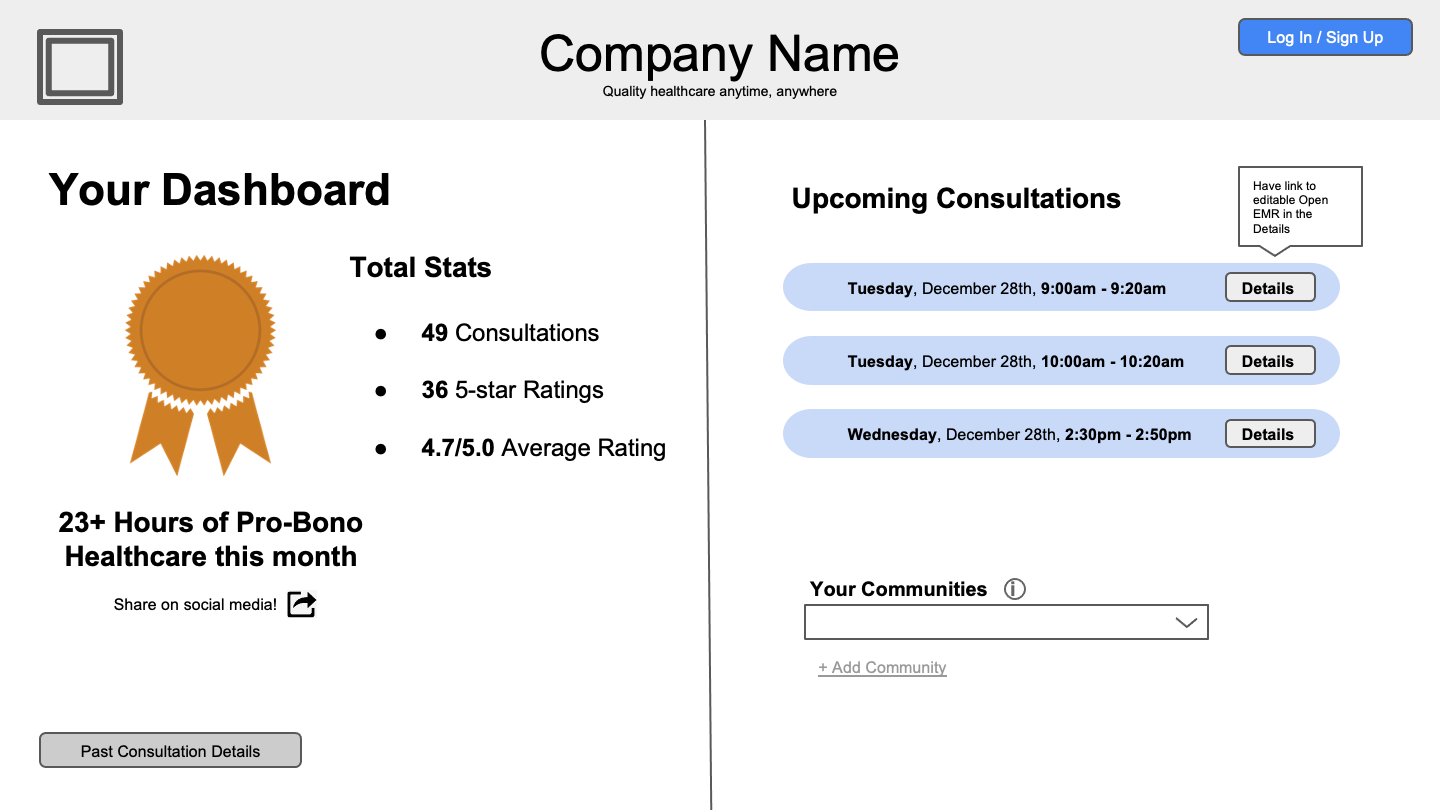 Company Name
Quality healthcare anytime, anywhere
Log In / Sign Up
Your Dashboard
Total Stats
● 49 Consultations
● 36 5-star Ratings
● 4.7/5.0 Average Rating
23+ Hours of Pro-Bono
Healthcare this month
Share on social media!
Past Consultation Details
Upcoming Consultations
Have link to
editable Open
EMR in the
Details
Tuesday, December 28th, 9:00am - 9:20am Details
Tuesday, December 28th, 10:00am - 10:20am Details
Wednesday, December 28th, 2:30pm - 2:50pm Details
Your Communities
+ Add Community